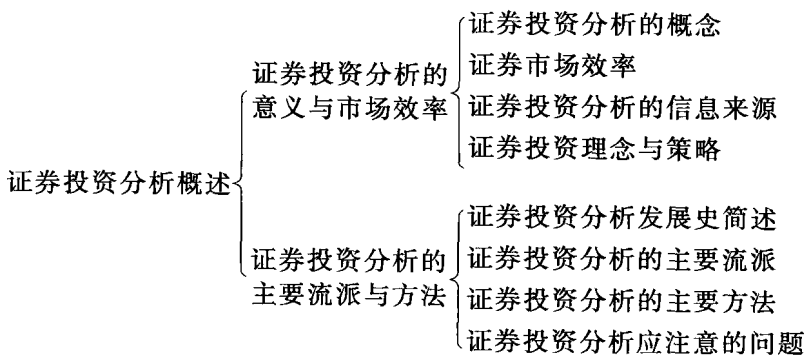 证券投资分析概述
证券投资分析的
意义与市场效率
证券投资分析的概念
证券市场效率
证券投资分析的信息来源
证券投资理念与策略
证券投资分析的
主要流派与方法
证券投资分析发展史简述
证券投资分析的主要流派
证券投资分析的主要方法
证券投资分析应注意的问题